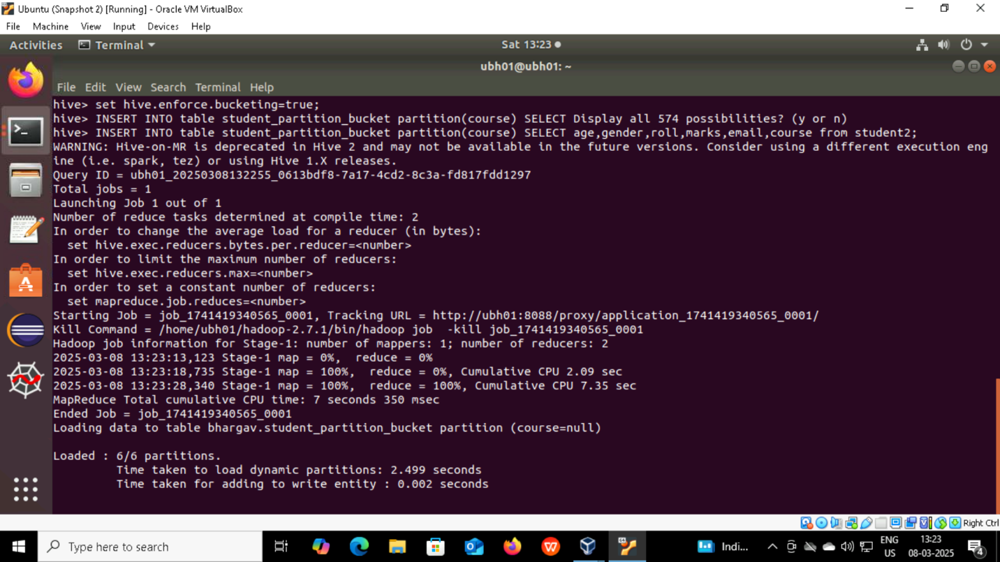 Ubuntu (Snapshot 2) [Running] - Oracle VM VirtualBox
File Machine View Input Devices Help
Activities Terminal Sat 13:23
ubh01@ubh01: ~
File Edit View Search Terminal Help
hive> set hive.enforce.bucketing=true;
hive> INSERT INTO table student_partition_bucket partition(course) SELECT Display all 574 possibilities? (y or n)
hive> INSERT INTO table student_partition_bucket partition(course) SELECT age,gender,roll,marks,email,course from student2;
WARNING: Hive-on-MR is deprecated in Hive 2 and may not be available in the future versions. Consider using a different execution eng
ine (i.e. spark, tez) or using Hive 1.X releases.
Query ID = ubh01_20250308132255_0613bdf8-7a17-4cd2-8c3a-fd817fdd1297
Total jobs = 1
Launching Job 1 out of 1
Number of reduce tasks determined at compile time: 2
In order to change the average load for a reducer (in bytes):
  set hive.exec.reducers.bytes.per.reducer=<number>
In order to limit the maximum number of reducers:
  set hive.exec.reducers.max=<number>
In order to set a constant number of reducers:
  set mapreduce.job.reduces=<number>
Starting Job = job_1741419340565_0001, Tracking URL = http://ubh01:8088/proxy/application_1741419340565_0001/
Kill Command = /home/ubh01/hadoop-2.7.1/bin/hadoop job  -kill job_1741419340565_0001
Hadoop job information for Stage-1: number of mappers: 1; number of reducers: 2
2025-03-08 13:23:13,123 Stage-1 map = 0%,  reduce = 0%
2025-03-08 13:23:18,735 Stage-1 map = 100%,  reduce = 0%, Cumulative CPU 2.09 sec
2025-03-08 13:23:28,340 Stage-1 map = 100%,  reduce = 100%, Cumulative CPU 7.35 sec
MapReduce Total cumulative CPU time: 7 seconds 350 msec
Ended Job = job_1741419340565_0001
Loading data to table bhargav.student_partition_bucket partition (course=null)
Loaded : 6/6 partitions.
         Time taken to load dynamic partitions: 2.499 seconds
         Time taken for adding to write entity : 0.002 seconds
Right Ctrl
Type here to search
Indi...
ENG
US
13:23
08-03-2025
4